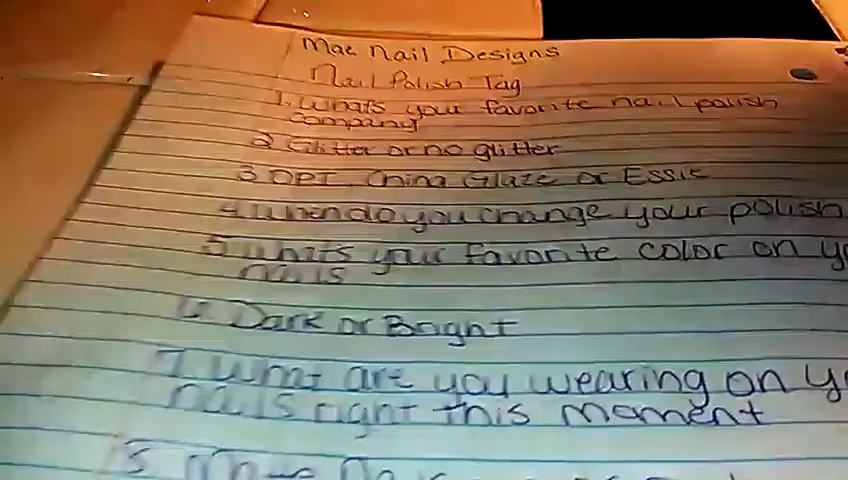 Mae Nail Designs
Nail Polish Tag
1. Whats your favorite nail polish
company
2 Glitter or no glitter
3 OPI China Glaze or Essie
4 When do you change your polish
5 whats your favorite color on
nails
6 Dark or Bright
7 What are you wearing on
nails right this moment